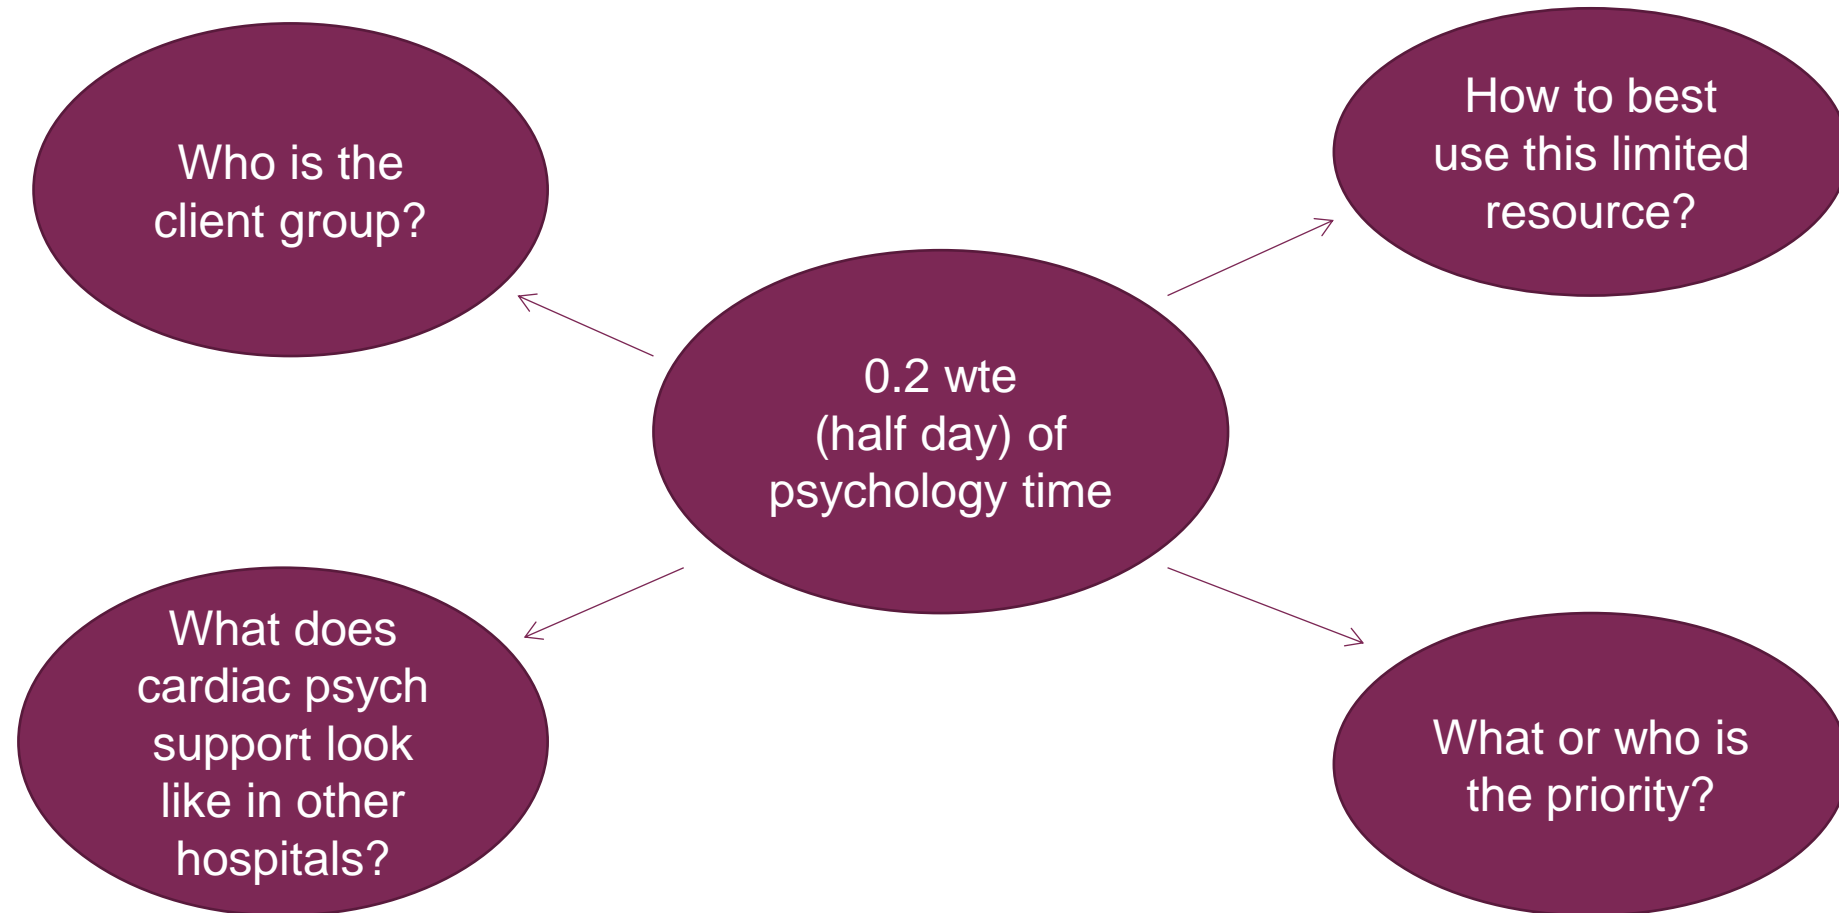 Who is the
client group?
How to best
use this limited
resource?
0.2 wte
(half day) of
psychology time
What does
cardiac psych
support look
like in other
hospitals?
What or who is
the priority?